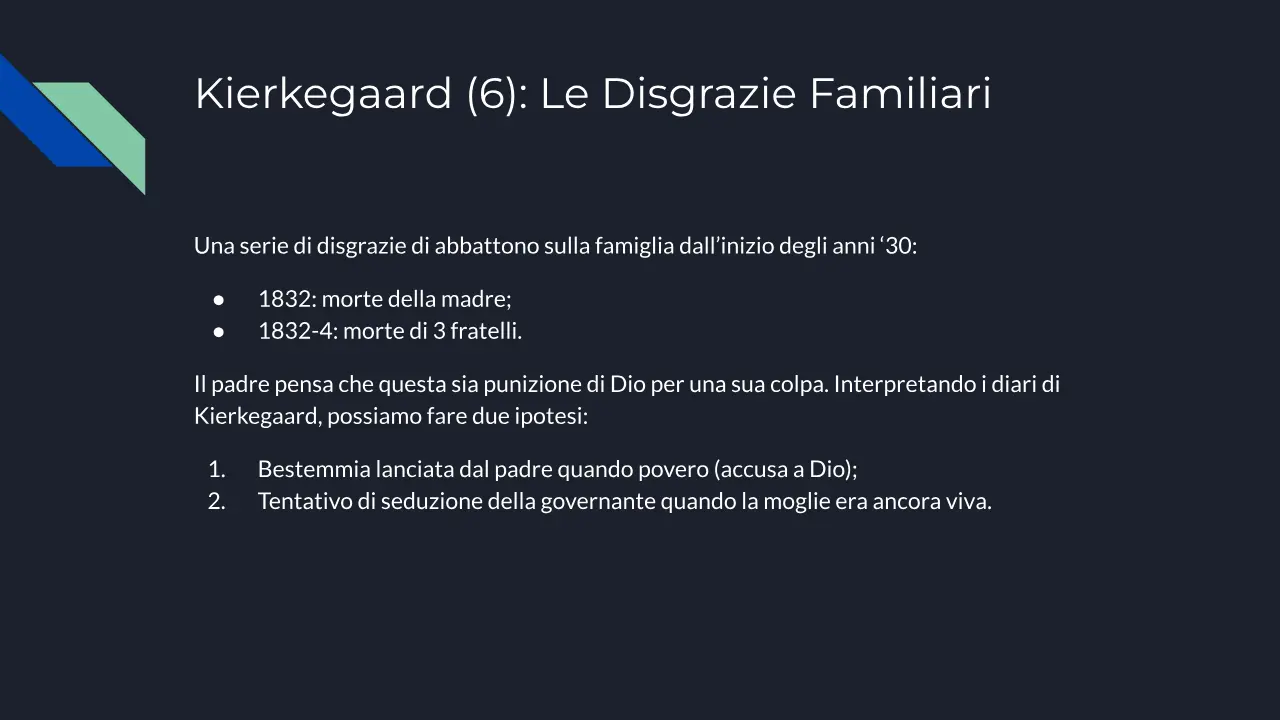 Kierkegaard (6): Le Disgrazie Familiari
Una serie di disgrazie di abbattono sulla famiglia dall’inizio degli anni ‘30:
● 1832: morte della madre;
● 1832-4: morte di 3 fratelli.
Il padre pensa che questa sia punizione di Dio per una sua colpa. Interpretando i diari di
Kierkegaard, possiamo fare due ipotesi:
1. Bestemmia lanciata dal padre quando povero (accusa a Dio);
2. Tentativo di seduzione della governante quando la moglie era ancora viva.